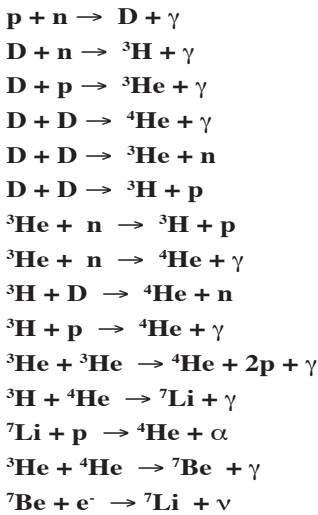 p + n → D + γ
D + n → ³H + γ
D + p → ³He + γ
D + D → ⁴He + γ
D + D → ³He + n
D + D → ³H + p
³He + n → ³H + p
³He + n → ⁴He + γ
³H + D → ⁴He + n
³H + p → ⁴He + γ
³He + ³He → ⁴He + 2p + γ
³H + ⁴He → ⁷Li + γ
⁷Li + p → ⁴He + α
³He + ⁴He → ⁷Be + γ
⁷Be + e⁻ → ⁷Li + ν